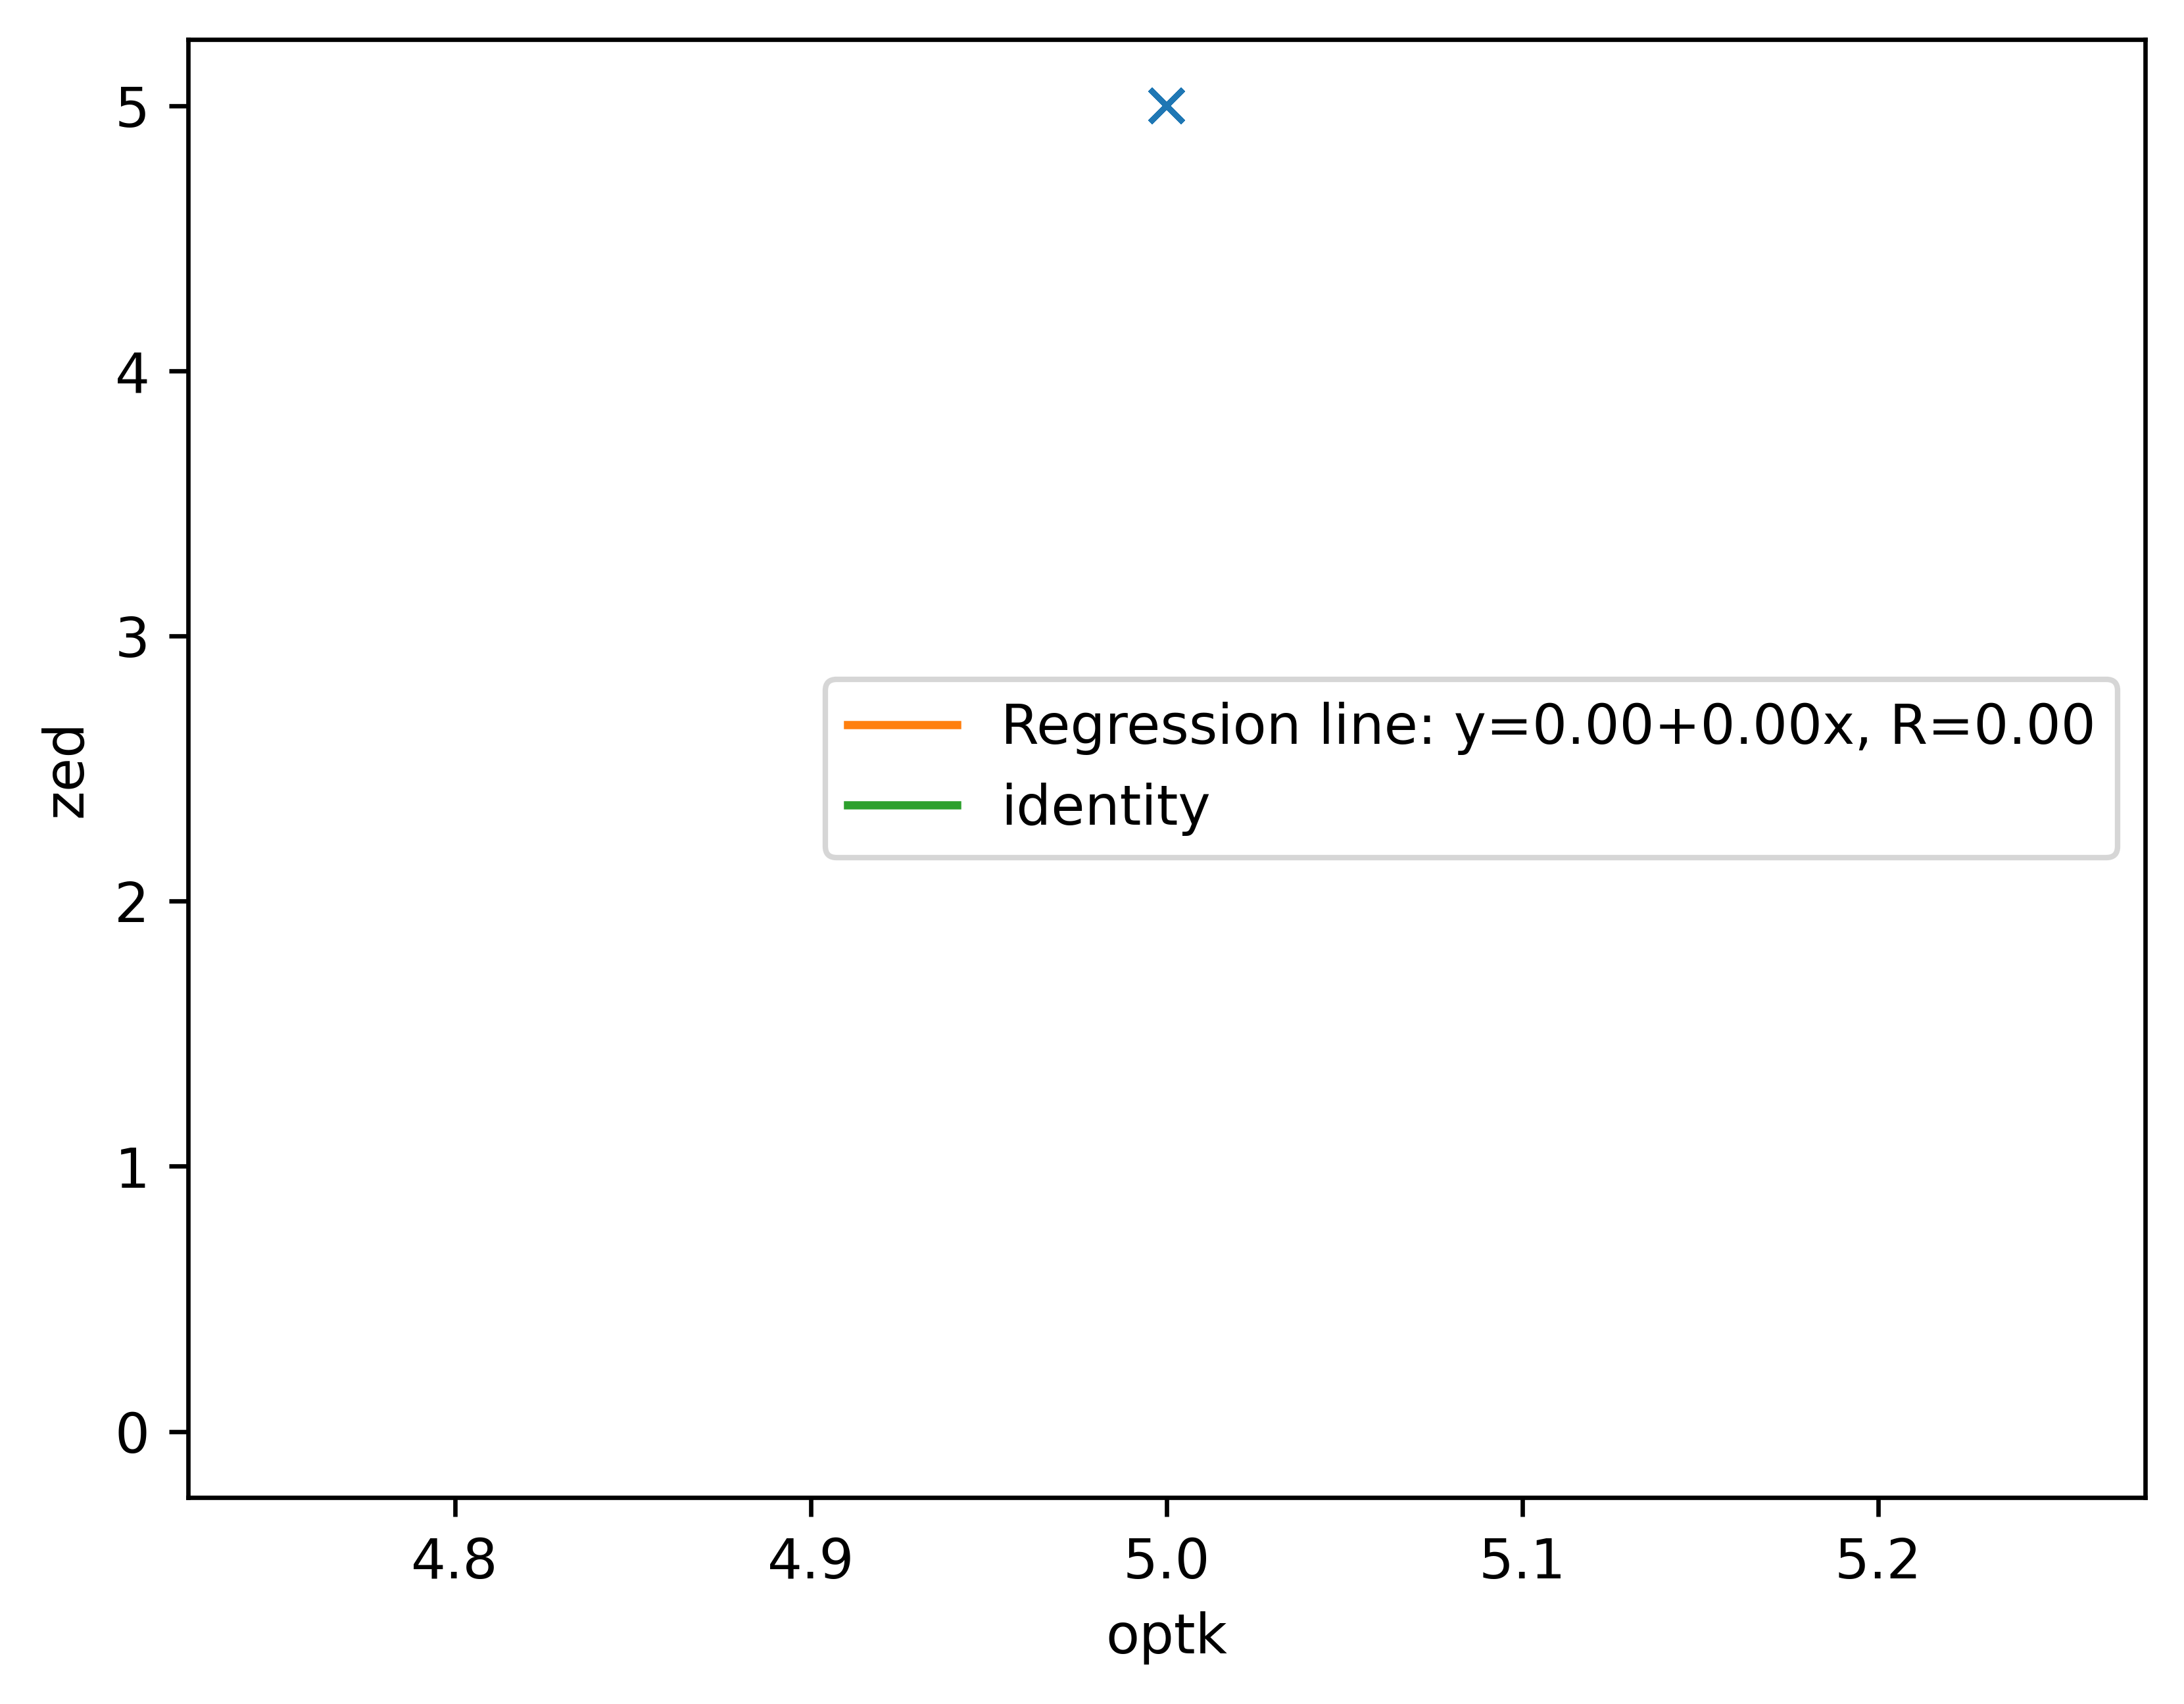 5
4
3
2
1
0
zed
Regression line: y=0.00+0.00x, R=0.00
identity
4.8 4.9 5.0 5.1 5.2
optk